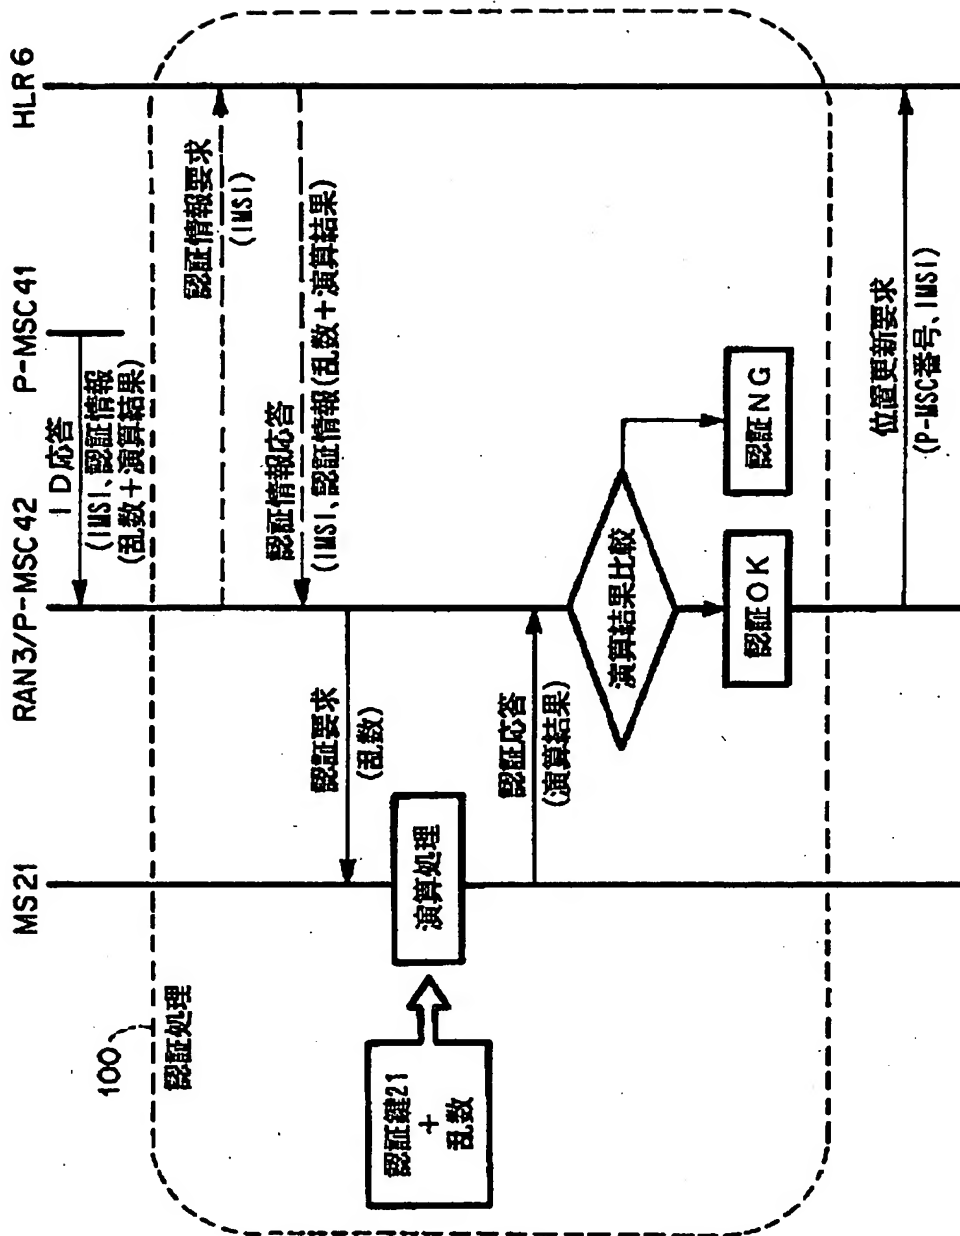 MS21
RAN3/P-MSC42
P-MSC41
HLR6
ID応答
(IMSI、認証情報
(乱数+演算結果)
100
認証処理
認証情報要求
(IMSI)
認証情報応答
(IMSI、認証情報(乱数+演算結果)
認証要求
(乱数)
認証鍵21
+
乱数
演算処理
認証応答
(演算結果)
演算結果比較
認証OK
認証NG
位置更新要求
(P-MSC番号、IMSI)